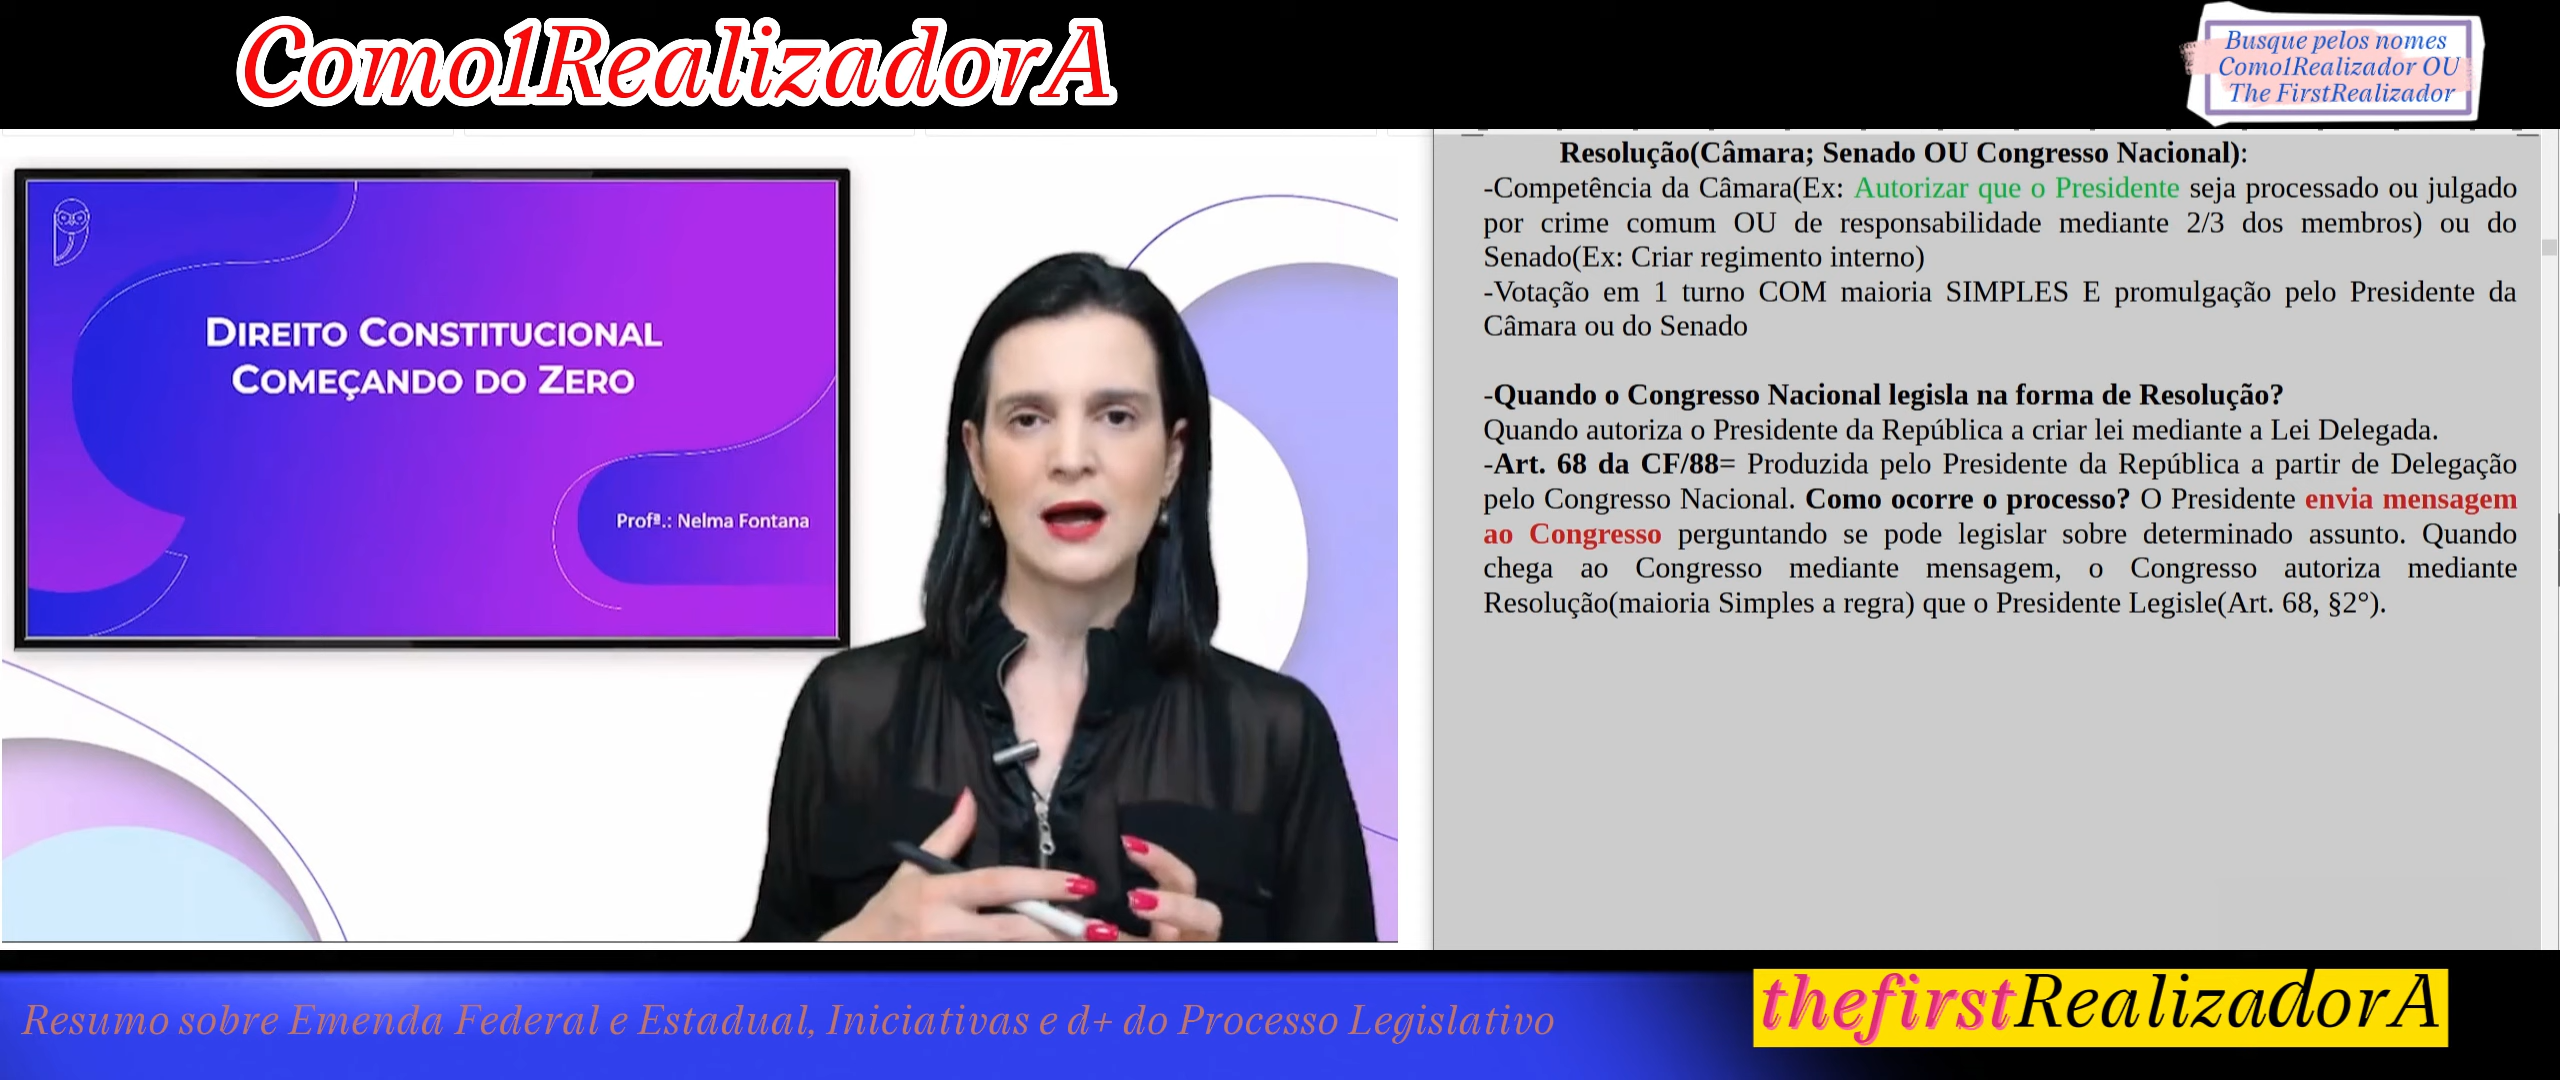 Como1RealizadorA
Busque pelos nomes
Como1Realizador OU
The FirstRealizador
DIREITO CONSTITUCIONAL
COMEÇANDO DO ZERO
Profª.: Nelma Fontana
Resolução(Câmara; Senado OU Congresso Nacional):
-Competência da Câmara(Ex: Autorizar que o Presidente seja processado ou julgado
por crime comum OU de responsabilidade mediante 2/3 dos membros) ou do
Senado(Ex: Criar regimento interno)
-Votação em 1 turno COM maioria SIMPLES E promulgação pelo Presidente da
Câmara ou do Senado
-Quando o Congresso Nacional legisla na forma de Resolução?
Quando autoriza o Presidente da República a criar lei mediante a Lei Delegada.
-Art. 68 da CF/88= Produzida pelo Presidente da República a partir de Delegação
pelo Congresso Nacional. Como ocorre o processo? O Presidente envia mensagem
ao Congresso perguntando se pode legislar sobre determinado assunto. Quando
chega ao Congresso mediante mensagem, o Congresso autoriza mediante
Resolução(maioria Simples a regra) que o Presidente Legisle(Art. 68, §2°).
Resumo sobre Emenda Federal e Estadual, Iniciativas e d+ do Processo Legislativo
thefirstRealizadorA